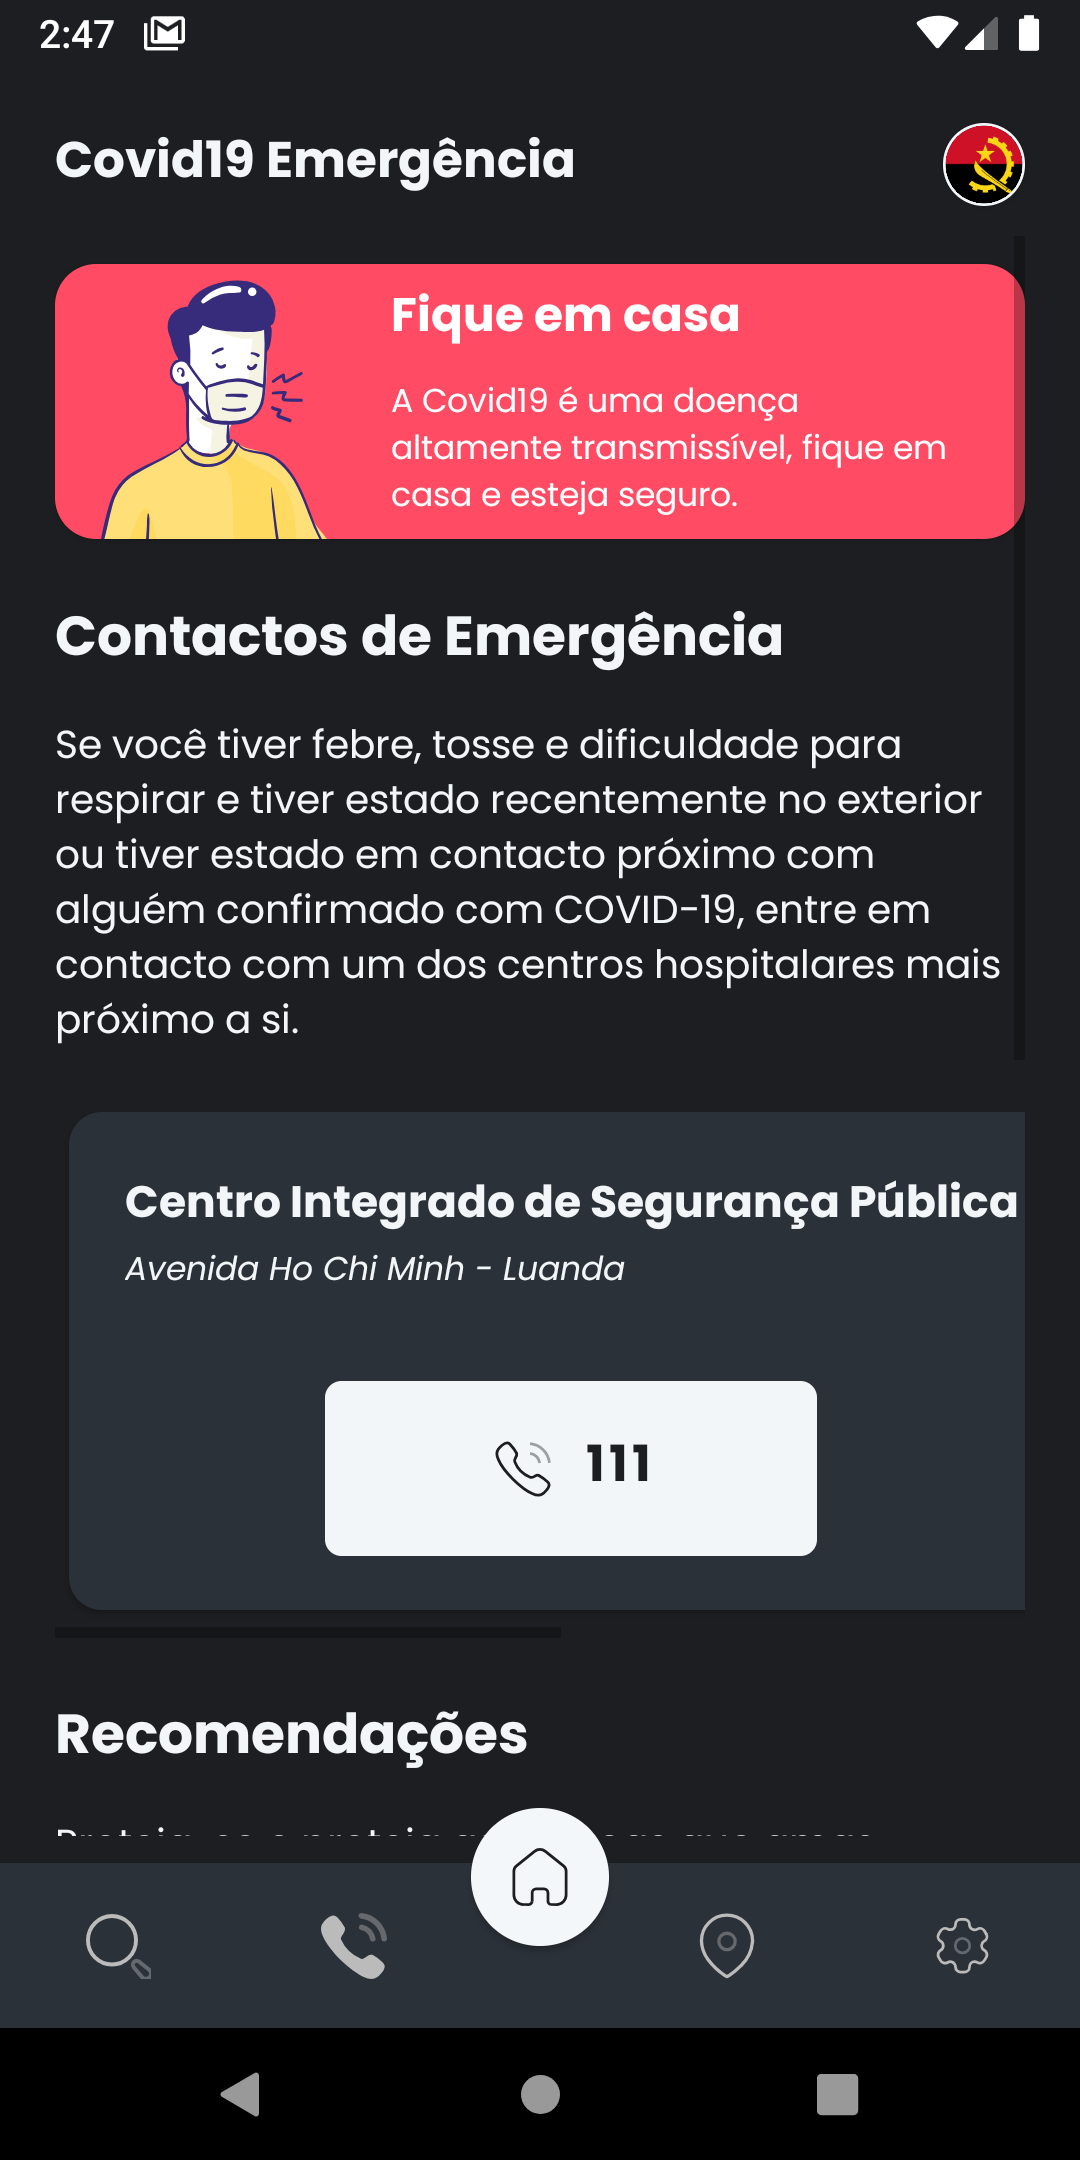 2:47
Covid19 Emergência
Fique em casa
A Covid19 é uma doença
altamente transmissível, fique em
casa e esteja seguro.
Contactos de Emergência
Se você tiver febre, tosse e dificuldade para
respirar e tiver estado recentemente no exterior
ou tiver estado em contacto próximo com
alguém confirmado com COVID-19, entre em
contacto com um dos centros hospitalares mais
próximo a si.
Centro Integrado de Segurança Pública
Avenida Ho Chi Minh - Luanda
111
Recomendações